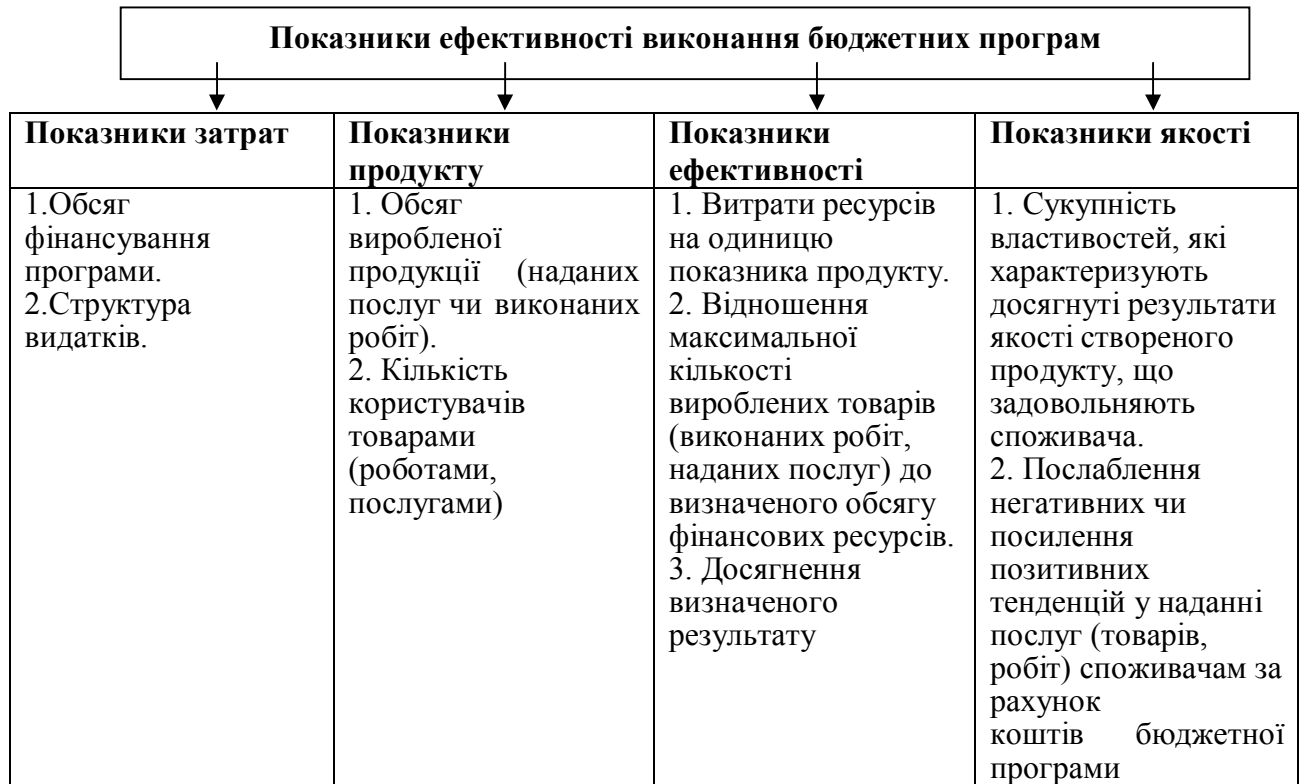 Показники ефективності виконання бюджетних програм
Показники затрат
Показники
продукту
Показники
ефективності
Показники якості
1.Обсяг
фінансування
програми.
2.Структура
видатків.
1. Обсяг
виробленої
продукції (наданих
послуг чи виконаних
робіт).
2. Кількість
користувачів
товарами
(роботами,
послугами)
1. Витрати ресурсів
на одиницю
показника продукту.
2. Відношення
максимальної
кількості
вироблених товарів
(виконаних робіт,
наданих послуг) до
визначеного обсягу
фінансових ресурсів.
3. Досягнення
визначеного
результату
1. Сукупність
властивостей, які
характеризують
досягнуті результати
якості створеного
продукту, що
задовольняють
споживача.
2. Послаблення
негативних чи
посилення
позитивних
тенденцій у наданні
послуг (товарів,
робіт) споживачам за
рахунок
коштів бюджетної
програми